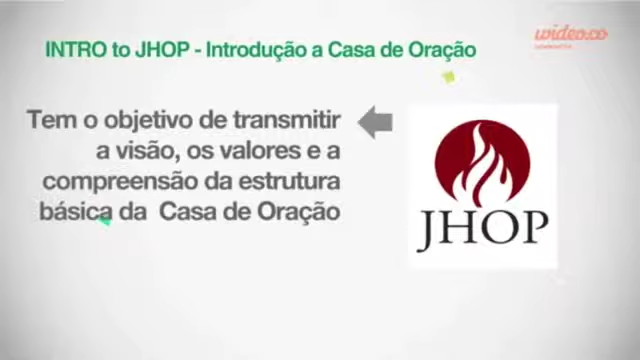 INTRO to JHOP - Introdução a Casa de Oração
wideo.co
Tem o objetivo de transmitir
a visão, os valores e a
compreensão da estrutura
básica da Casa de Oração
JHOP